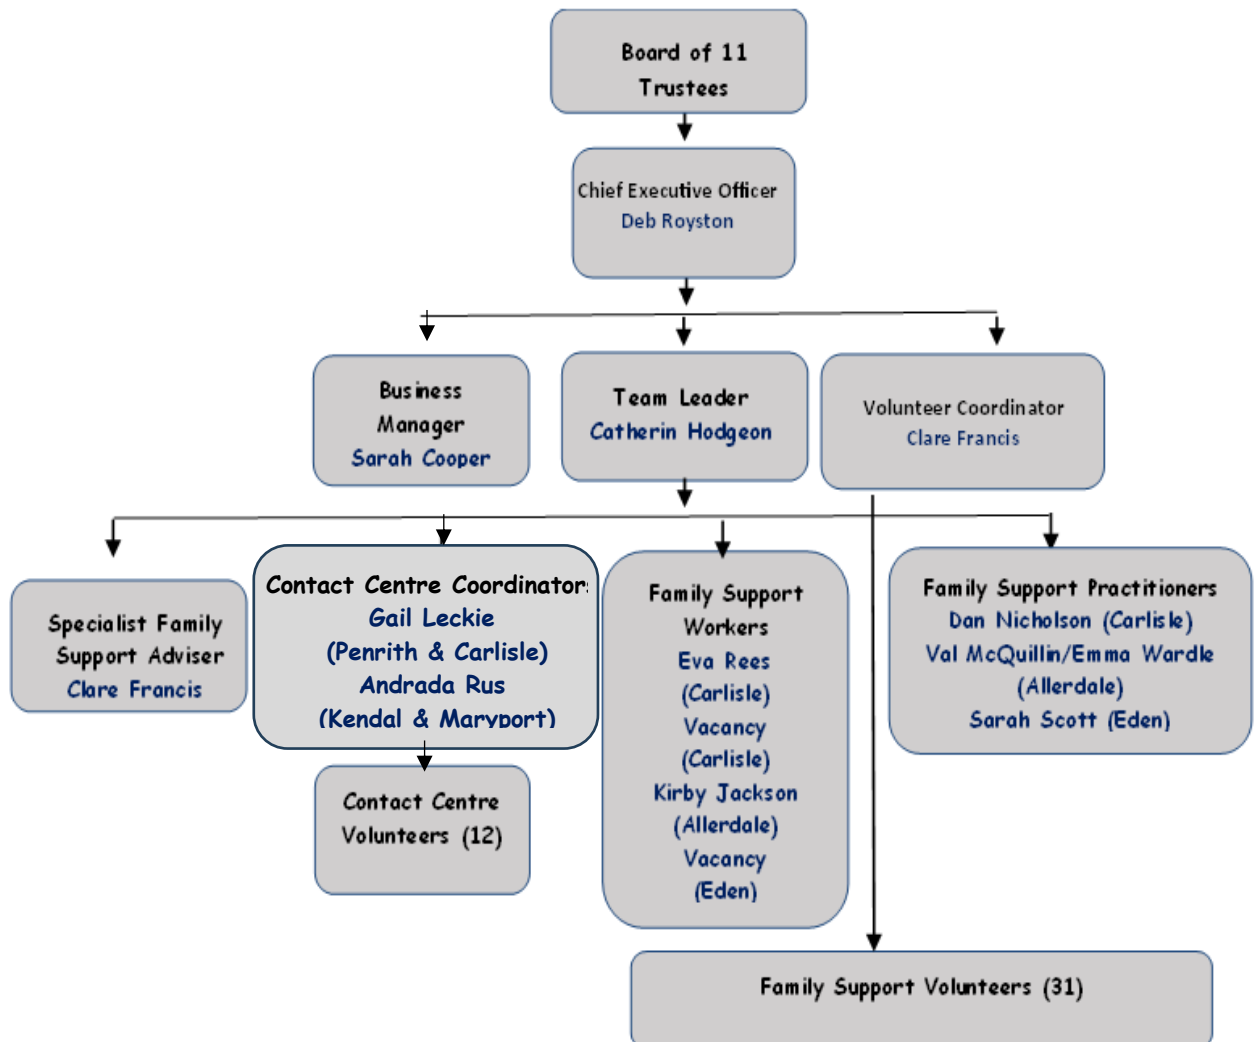 Board of 11
Trustees
Chief Executive Officer
Deb Royston
Business
Manager
Sarah Cooper
Team Leader
Catherin Hodgeon
Volunteer Coordinator
Clare Francis
Specialist Family
Support Adviser
Clare Francis
Contact Centre Coordinators
Gail Leckie
(Penrith & Carlisle)
Andrada Rus
(Kendal & Maryport)
Family Support
Workers
Eva Rees
(Carlisle)
Vacancy
(Carlisle)
Kirby Jackson
(Allerdale)
Vacancy
(Eden)
Family Support Practitioners
Dan Nicholson (Carlisle)
Val McQuillin/Emma Wardle
(Allerdale)
Sarah Scott (Eden)
Contact Centre
Volunteers (12)
Family Support Volunteers (31)